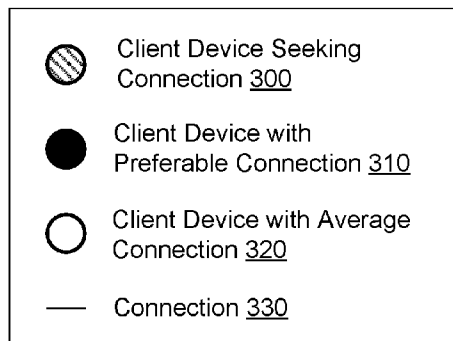 Client Device Seeking
Connection 300
Client Device with
Preferable Connection 310
Client Device with Average
Connection 320
Connection 330